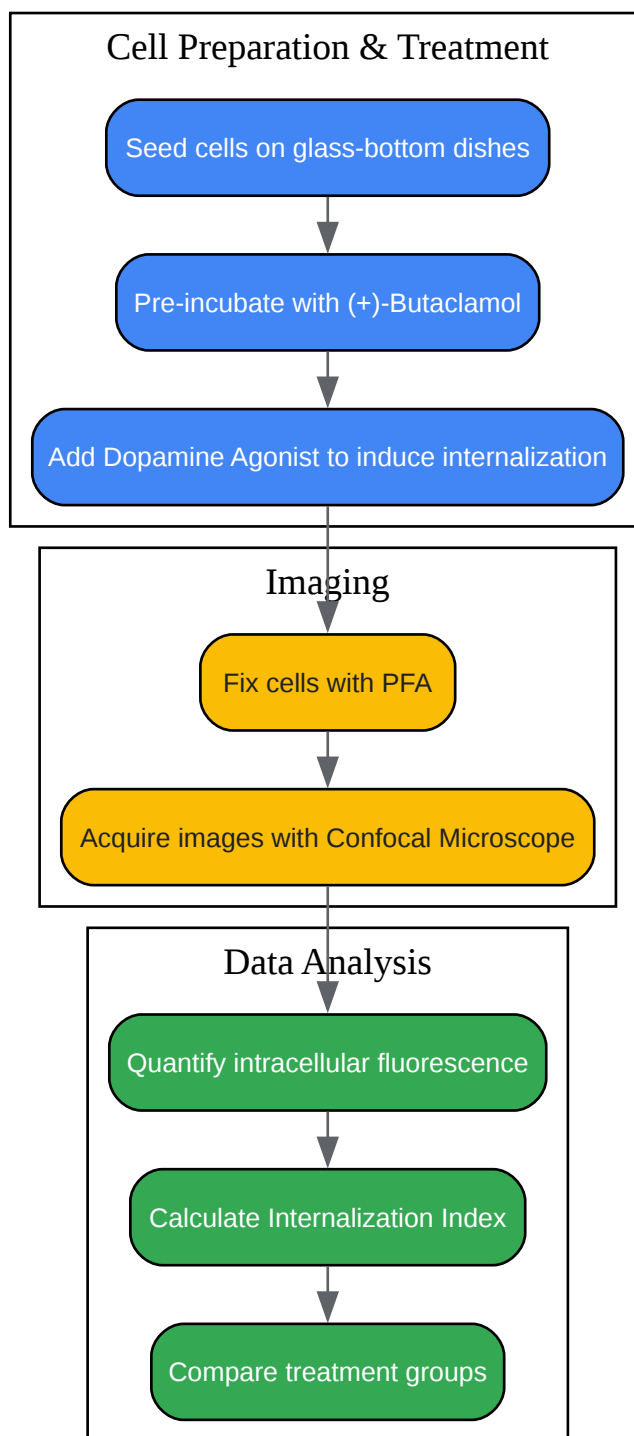 Cell Preparation & Treatment
Seed cells on glass-bottom dishes
Pre-incubate with (+)-Butaclamol
Add Dopamine Agonist to induce internalization
Imaging
Fix cells with PFA
Acquire images with Confocal Microscope
Data Analysis
Quantify intracellular fluorescence
Calculate Internalization Index
Compare treatment groups